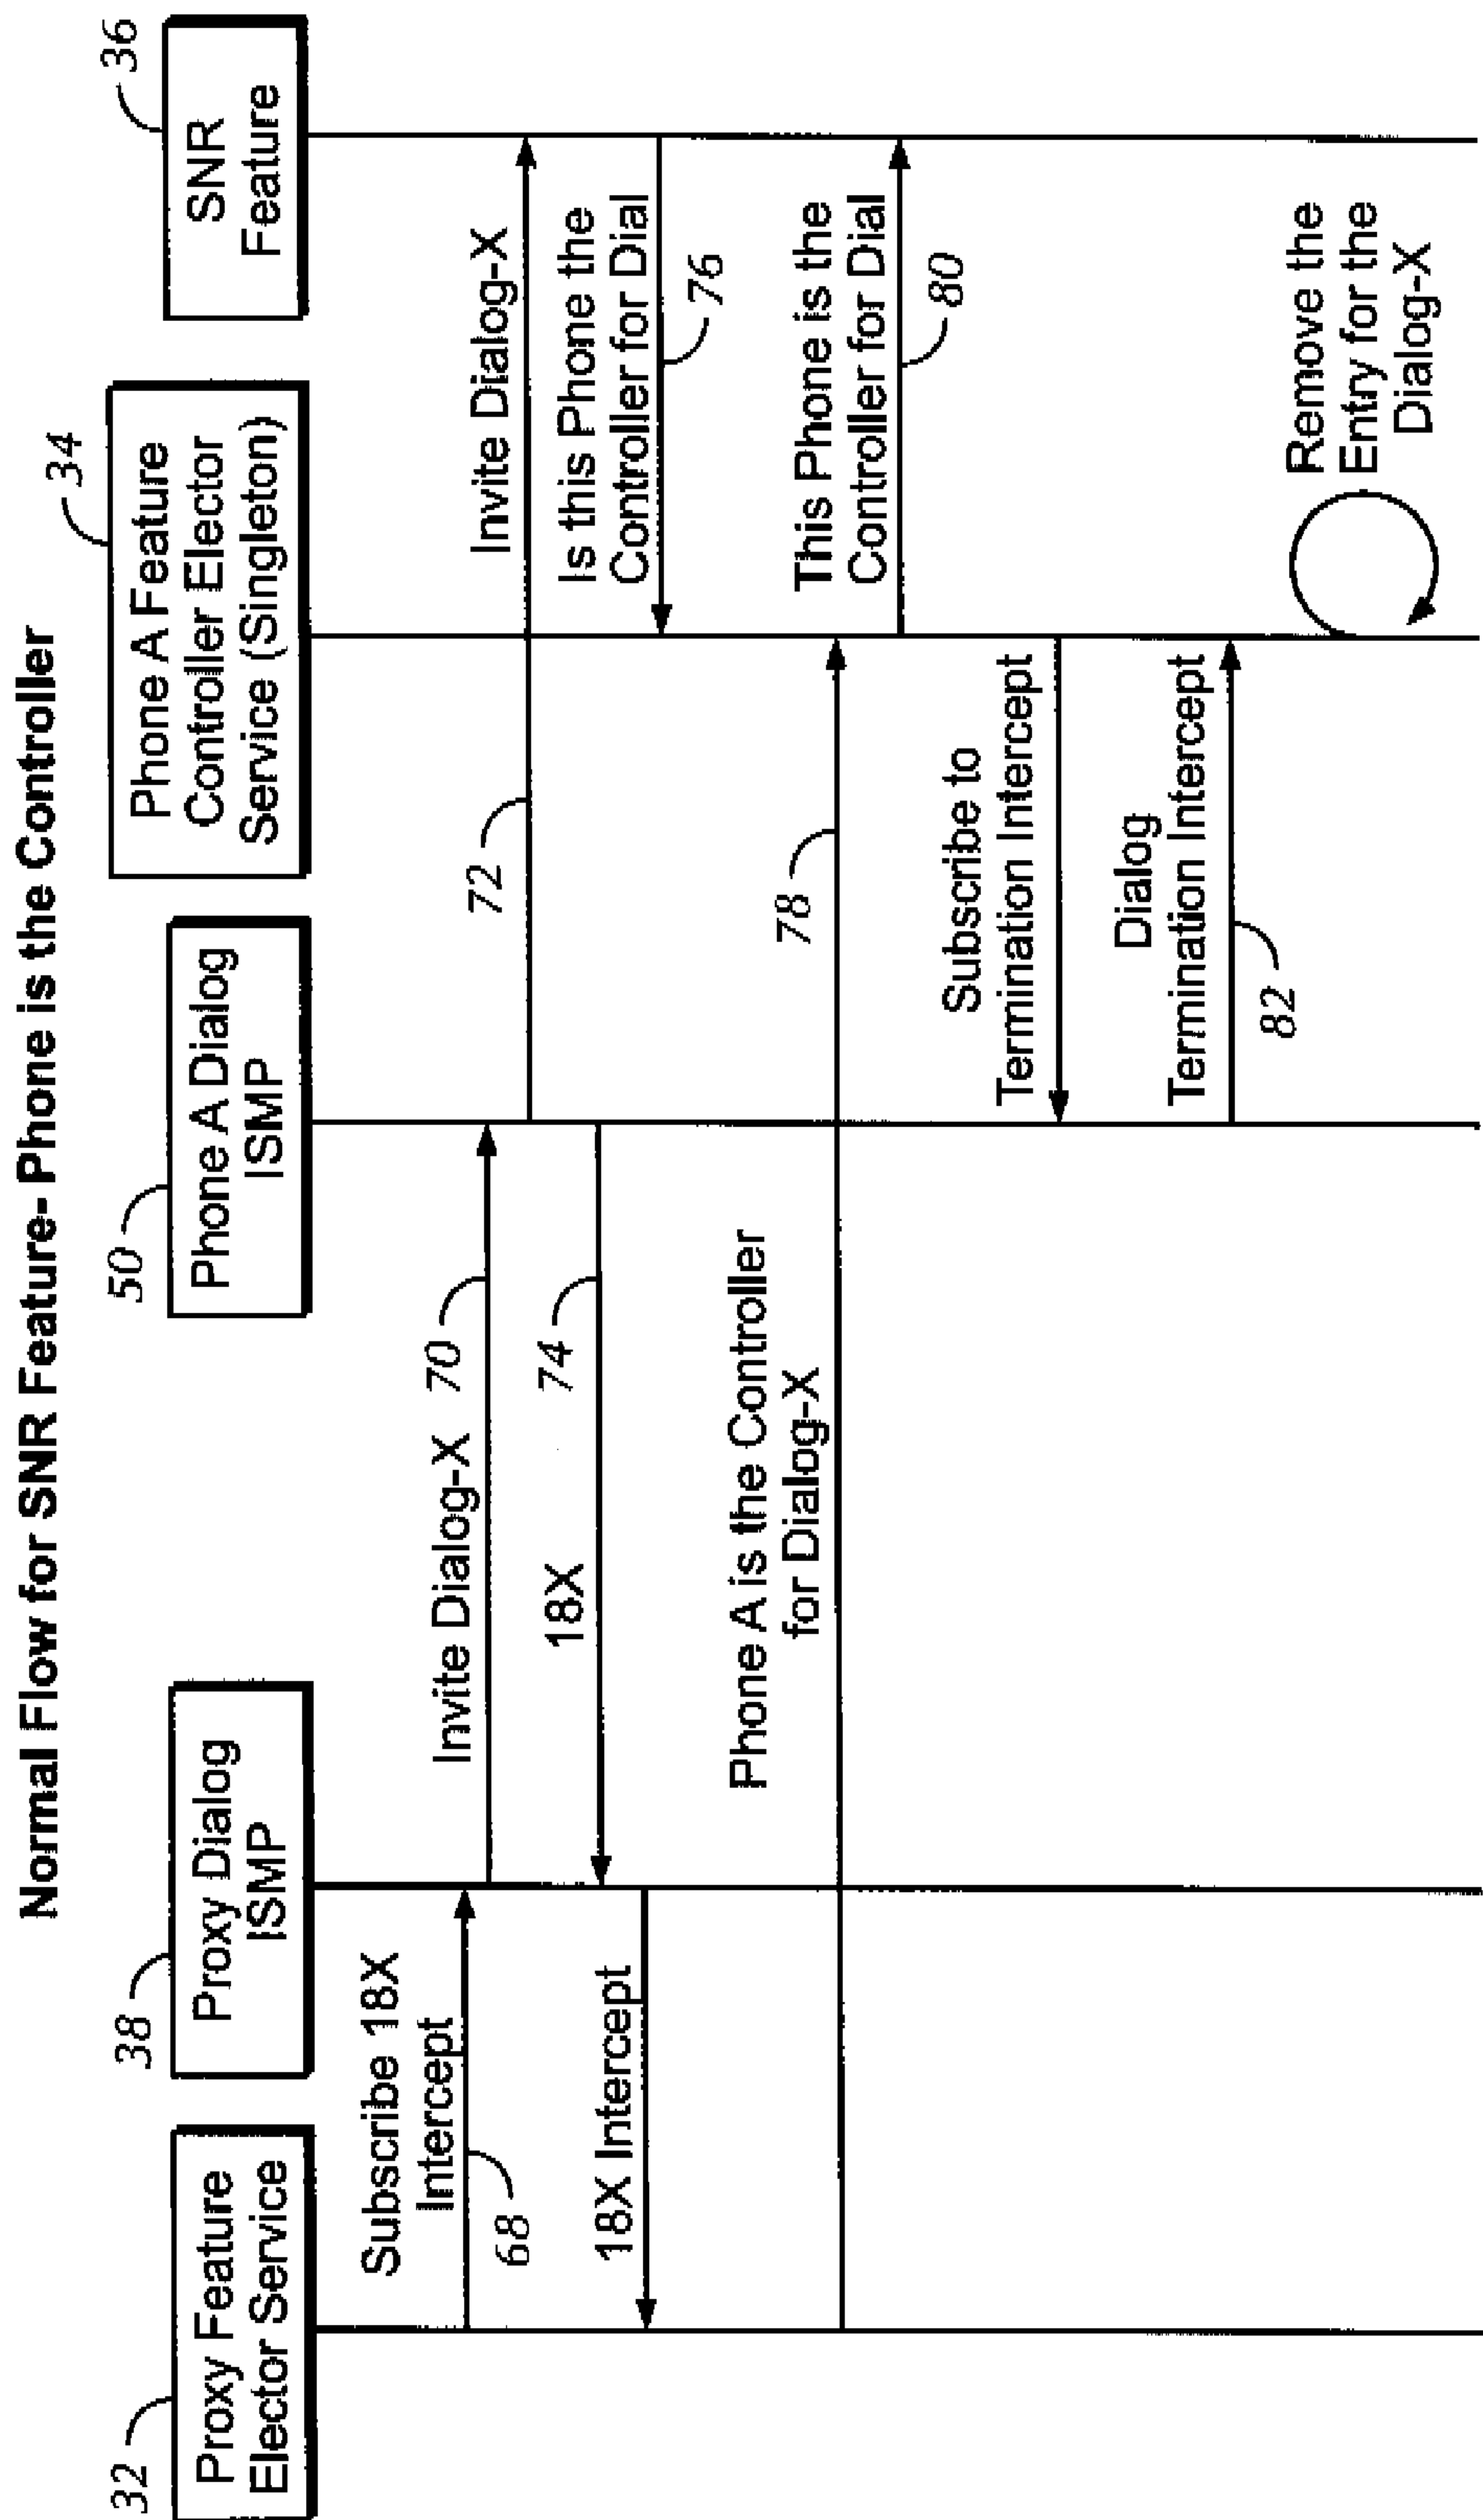 Normal Flow for SNR Feature- Phone is the Controller
32
Proxy Feature
Elector Service
38
Proxy Dialog
ISMP
50
Phone A Dialog
ISMP
34
Phone A Feature
Controller Elector
Service (Singleton)
36
SNR
Feature
Subscribe 18X
Intercept
68
Invite Dialog-X
70
72
Invite Dialog-X
18X
74
18X Intercept
Is this Phone the
Controller for Dial
76
Phone A is the Controller
for Dialog-X
78
This Phone is the
Controller for Dial
80
Subscribe to
Termination Intercept
Dialog
Termination Intercept
82
Remove the
Entry for the
Dialog-X